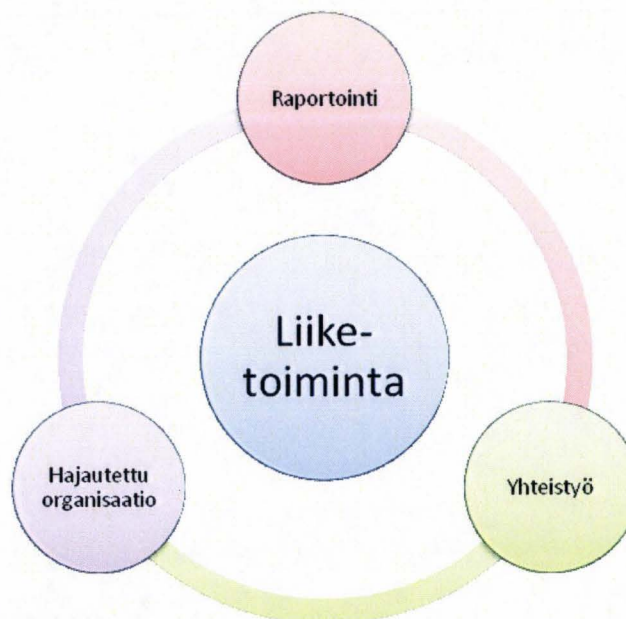 Raportointi
Liike-
toiminta
Hajautettu
organisaatio
Yhteistyö